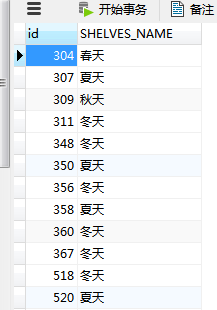 开始事务 备注
id SHELVES_NAME
304 春天
307 夏天
309 秋天
311 冬天
348 冬天
350 夏天
356 冬天
358 夏天
360 冬天
367 冬天
518 冬天
520 夏天